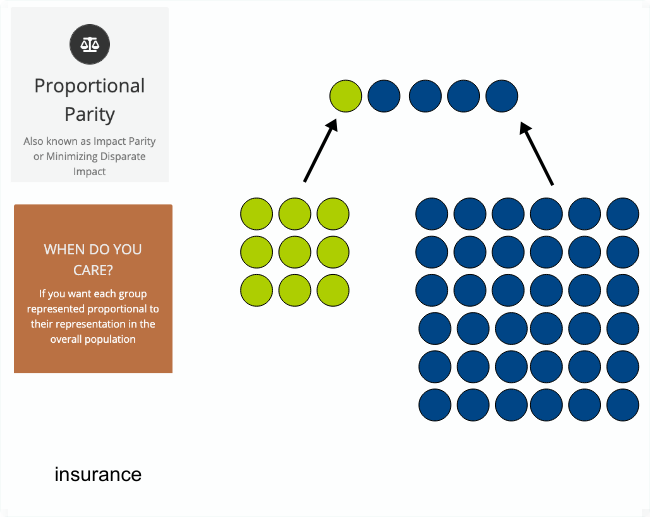 Proportional
Parity
Also known as Impact Parity
or Minimizing Disparate
Impact
WHEN DO YOU
CARE?
If you want each group
represented proportional to
their representation in the
overall population
insurance